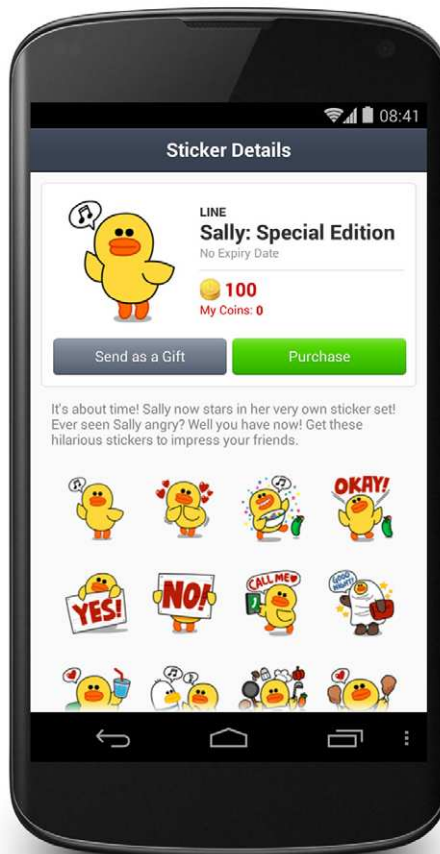 08:41
Sticker Details
LINE
Sally: Special Edition
No Expiry Date
100
My Coins: 0
Send as a Gift
Purchase
It's about time! Sally now stars in her very own sticker set!
Ever seen Sally angry? Well you have now! Get these
hilarious stickers to impress your friends.
OKAY!
YES!
NO!
CALL ME
GOOD
NIGHT!